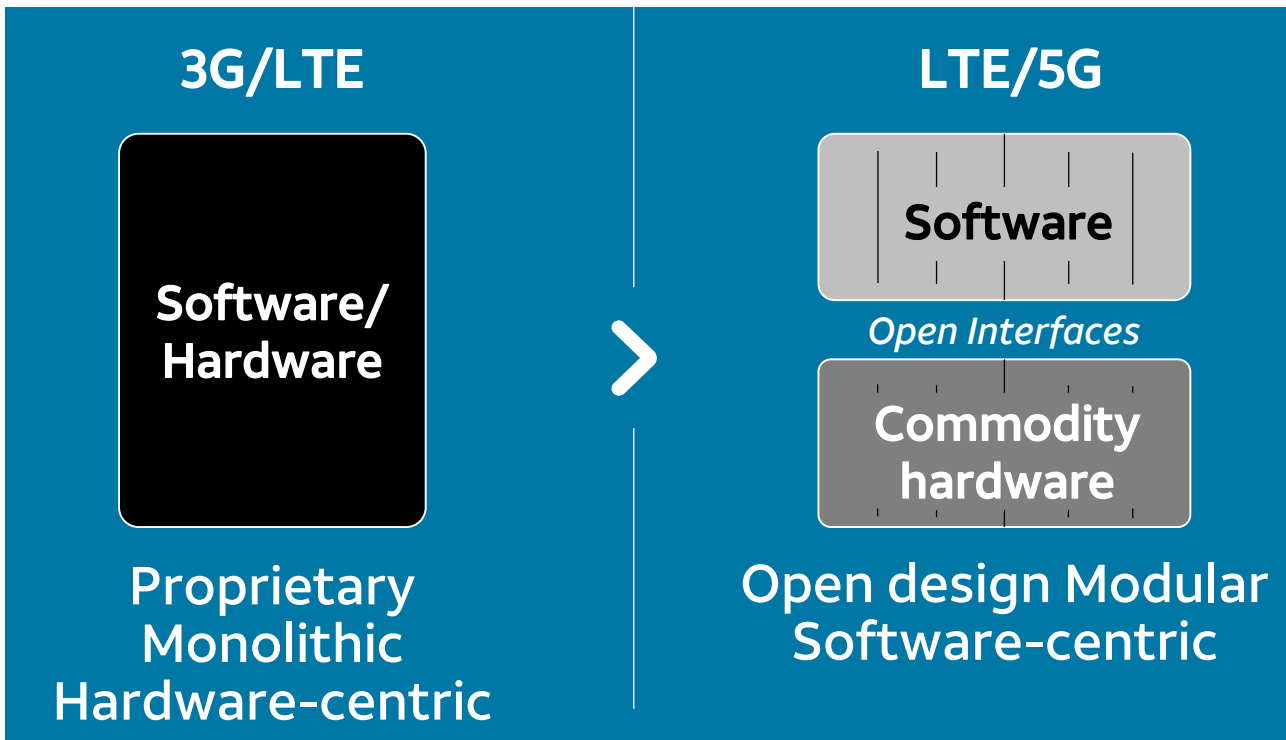 3G/LTE
Software/
Hardware
Proprietary
Monolithic
Hardware-centric
LTE/5G
Software
Open Interfaces
Commodity
hardware
Open design Modular
Software-centric